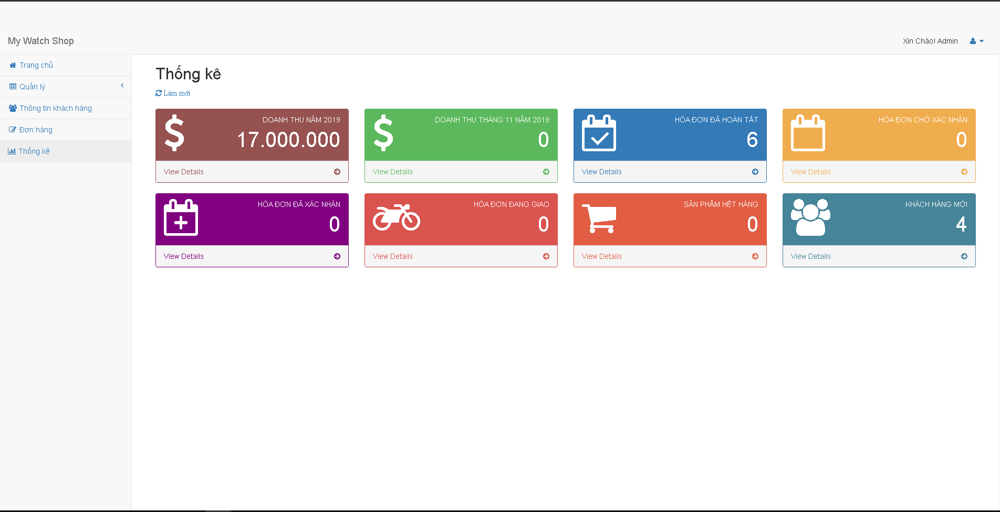 My Watch Shop
Xin Chào! Admin
Trang chủ
Quản lý
Thông tin khách hàng
Đơn hàng
Thống kê
Thống kê
Làm mới
DOANH THU NĂM 2019
17.000.000
View Details
DOANH THU THÁNG 11 NĂM 2019
0
View Details
HÓA ĐƠN ĐÃ HOÀN TẤT
6
View Details
HÓA ĐƠN CHỜ XÁC NHẬN
0
View Details
HÓA ĐƠN ĐÃ XÁC NHẬN
0
View Details
HÓA ĐƠN ĐANG GIAO
0
View Details
SẢN PHẨM HẾT HÀNG
0
View Details
KHÁCH HÀNG MỚI
4
View Details